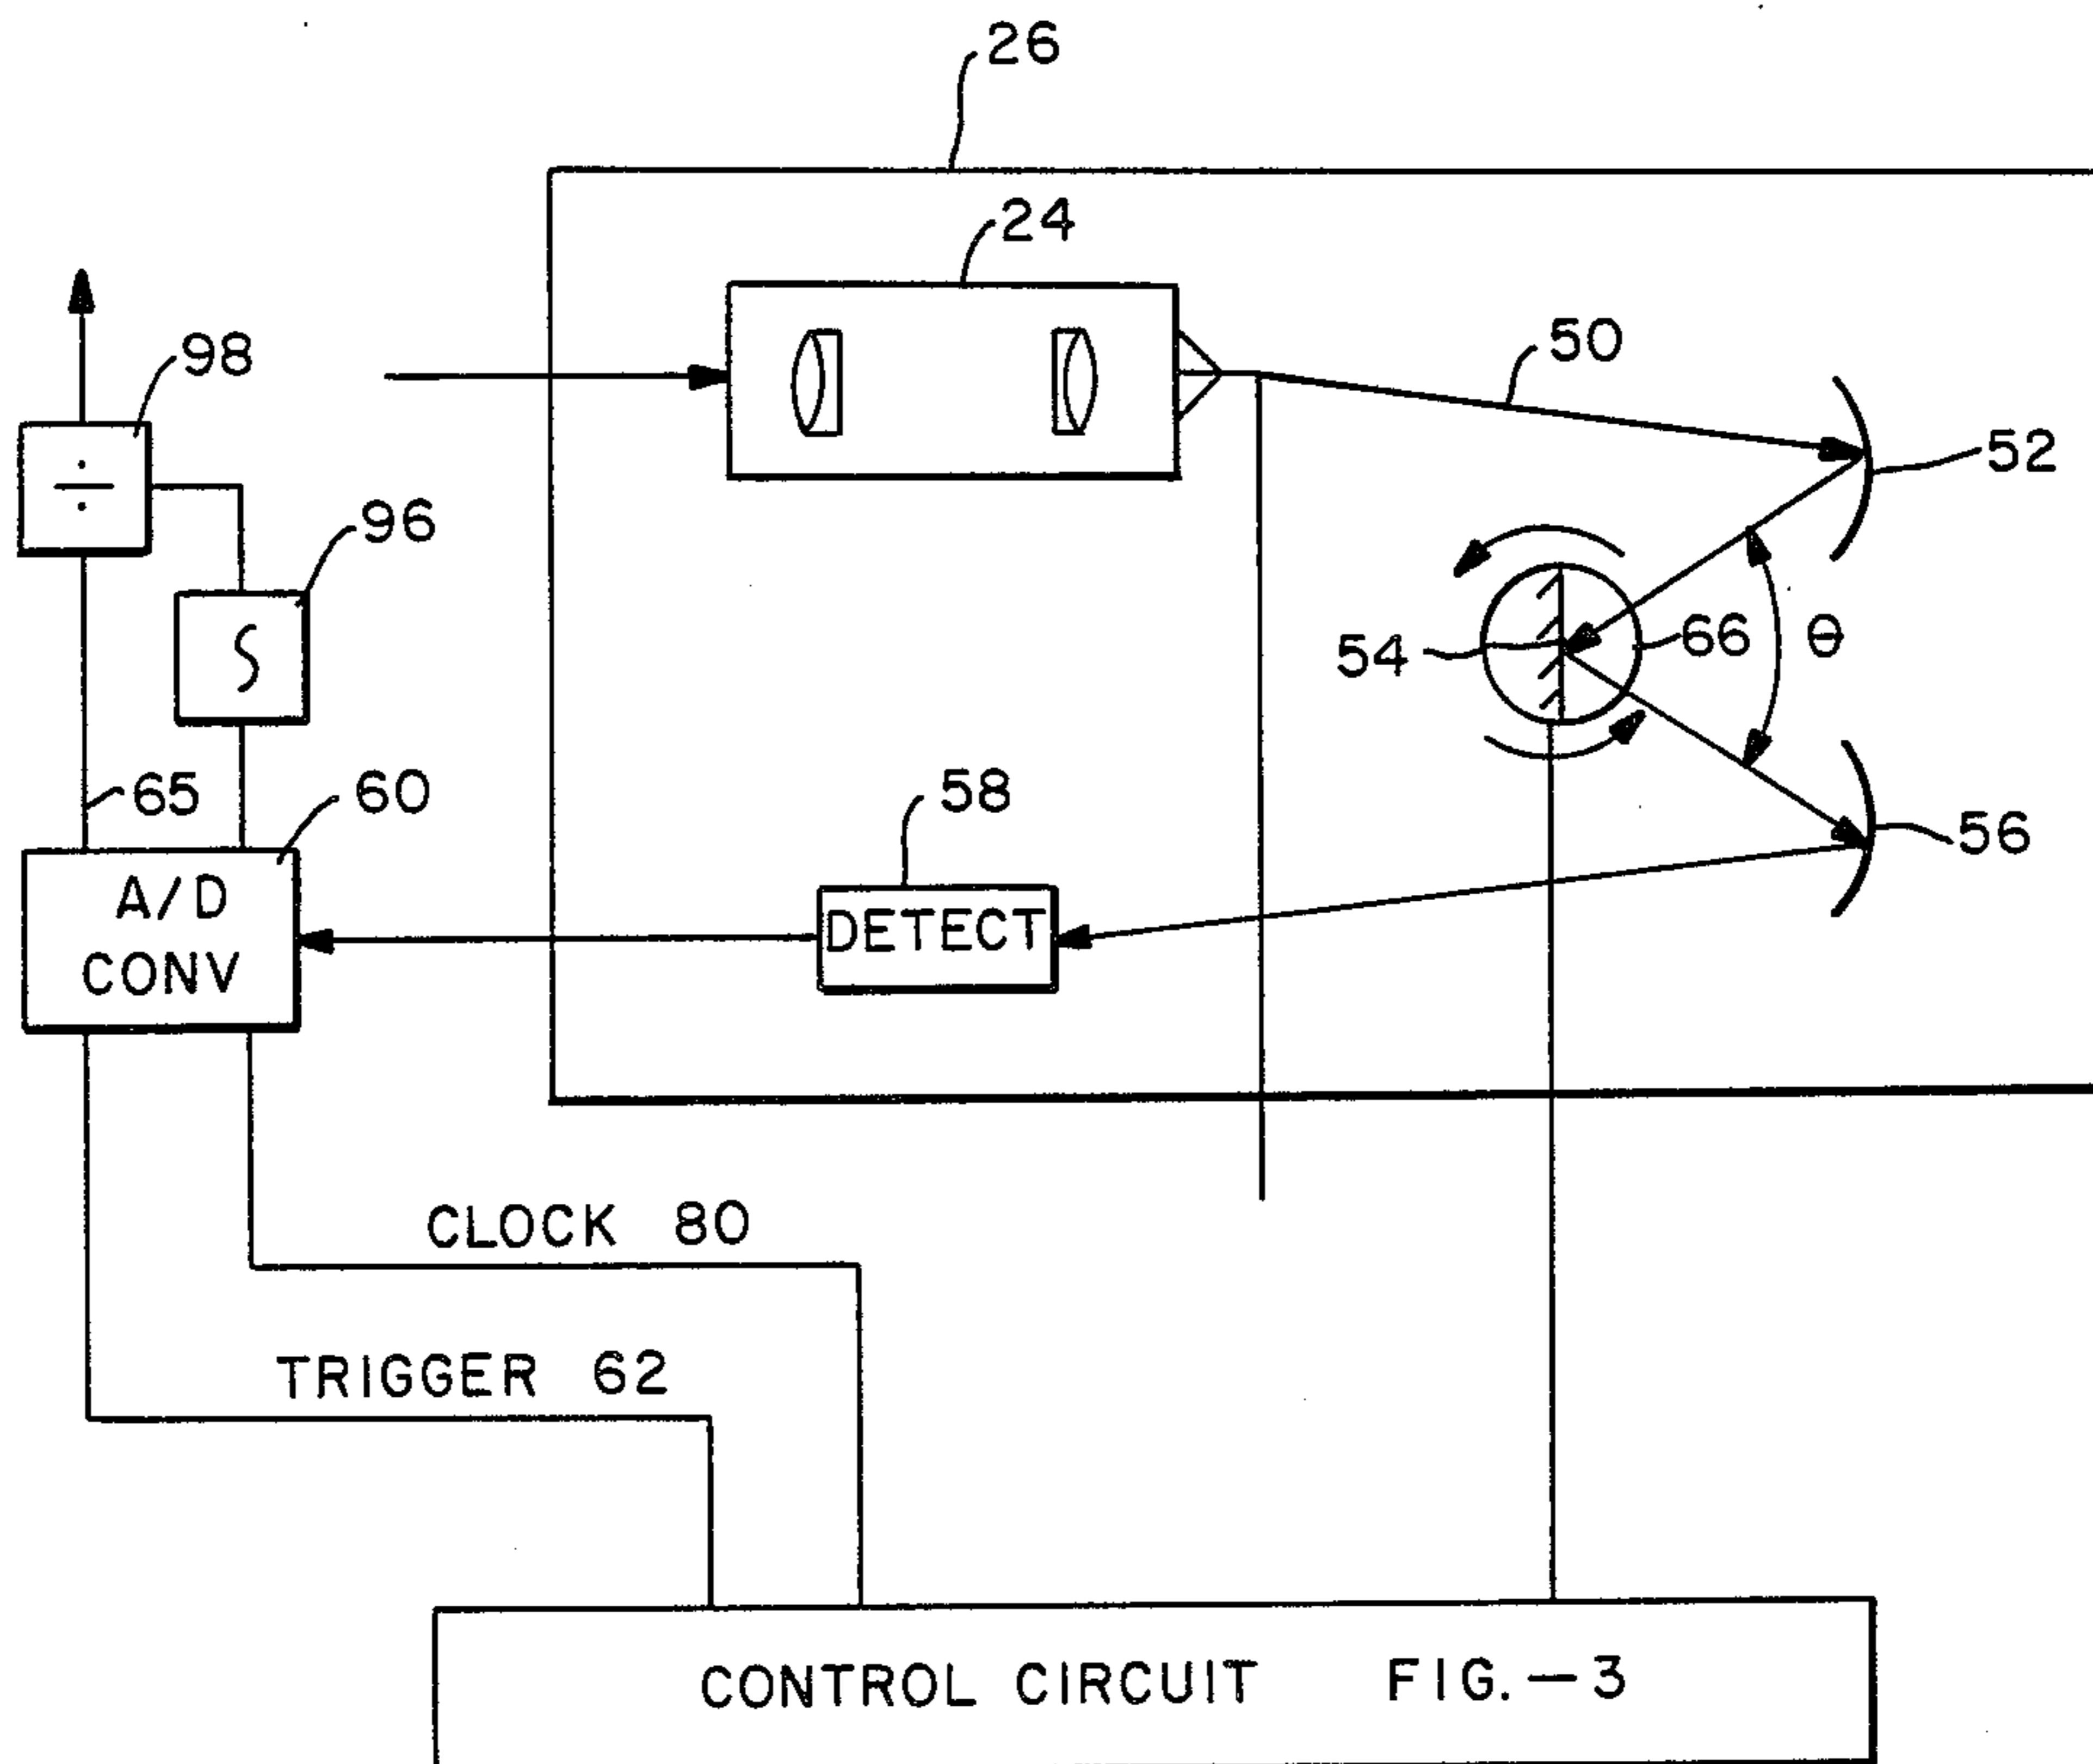 26
24
50
98
÷
52
96
∫
54
66
θ
65
60
58
56
A/D
CONV
DETECT
CLOCK 80
TRIGGER 62
CONTROL CIRCUIT FIG.-3